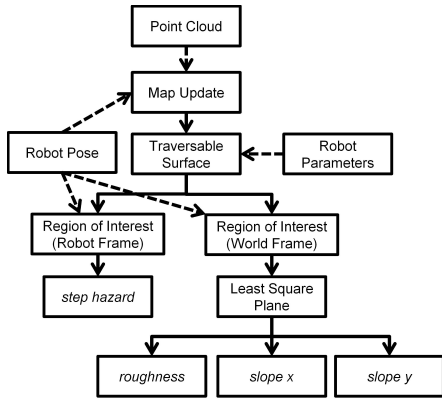 Point Cloud
Map Update
Robot Pose
Traversable
Surface
Robot
Parameters
Region of Interest
(Robot Frame)
Region of Interest
(World Frame)
step hazard
Least Square
Plane
roughness
slope x
slope y